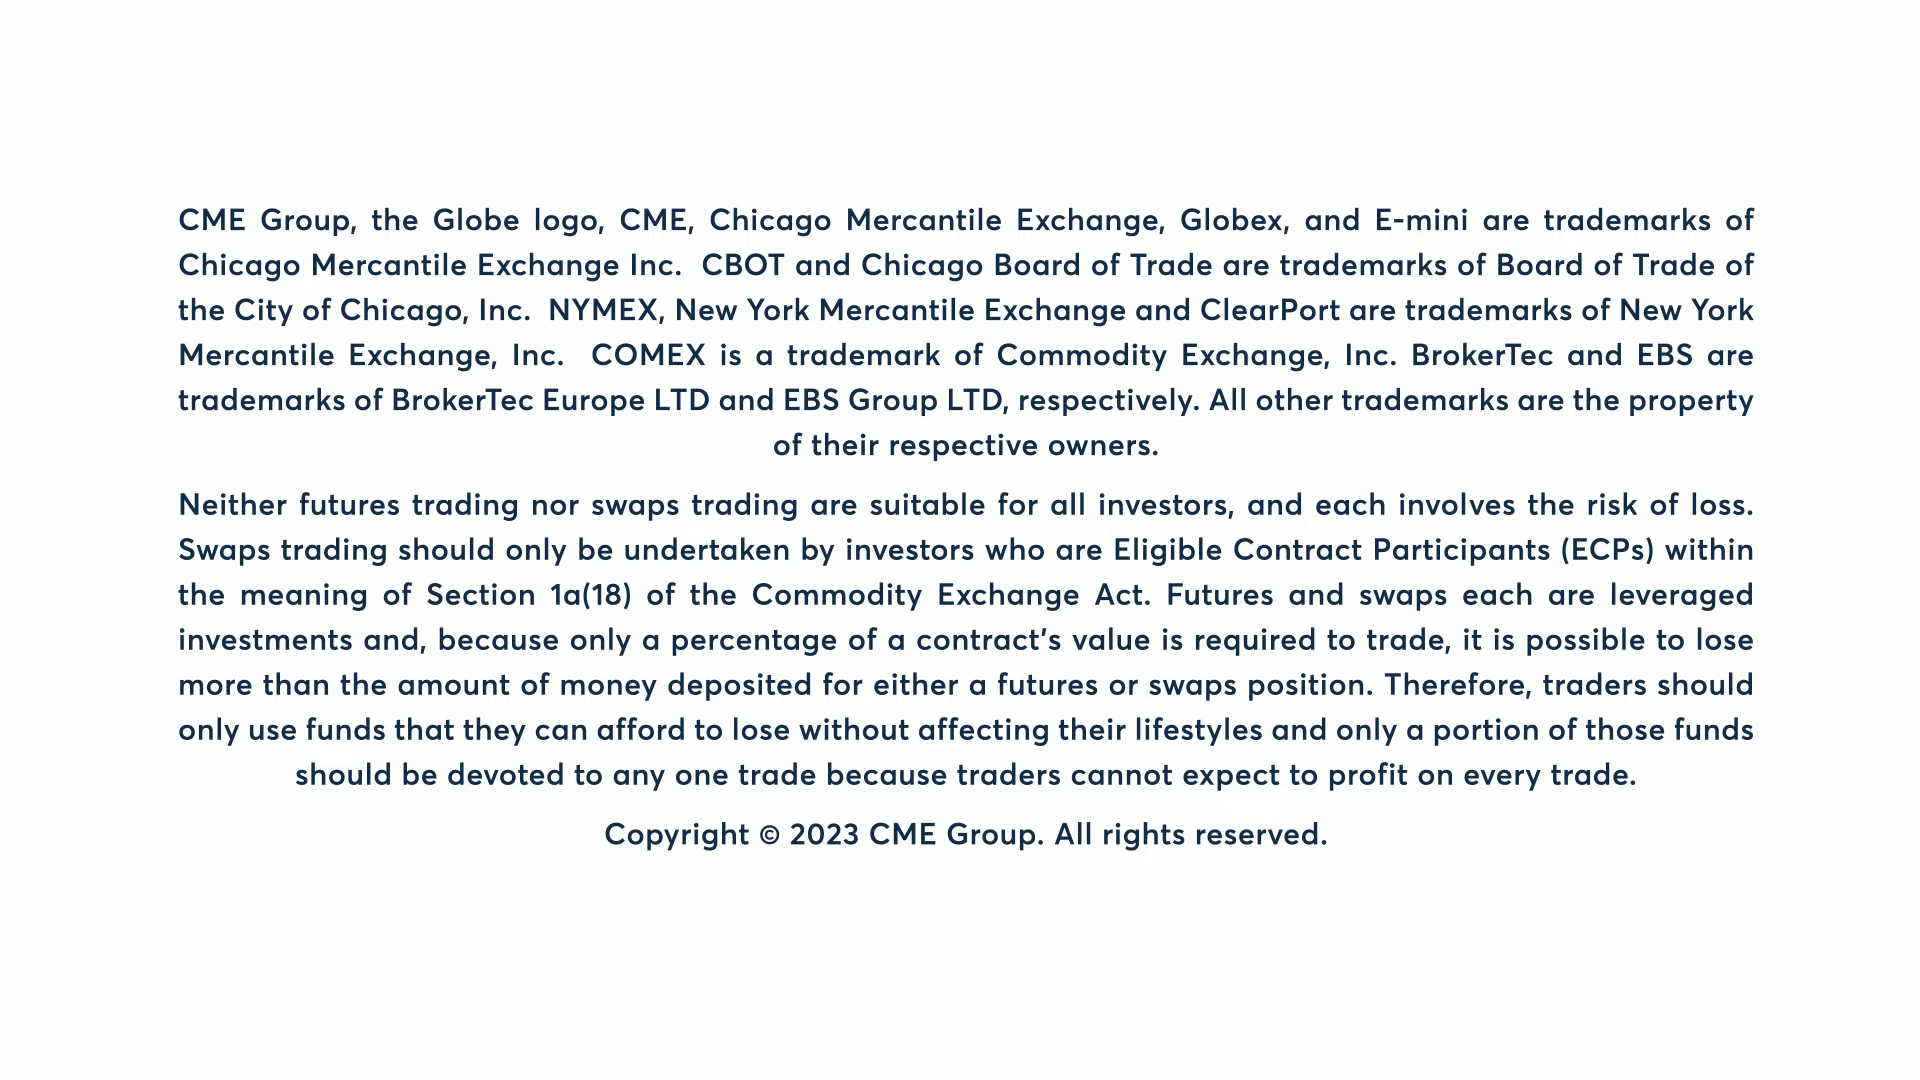 CME Group, the Globe logo, CME, Chicago Mercantile Exchange, Globex, and E-mini are trademarks of
Chicago Mercantile Exchange Inc.  CBOT and Chicago Board of Trade are trademarks of Board of Trade of
the City of Chicago, Inc.  NYMEX, New York Mercantile Exchange and ClearPort are trademarks of New York
Mercantile Exchange, Inc.  COMEX is a trademark of Commodity Exchange, Inc. BrokerTec and EBS are
trademarks of BrokerTec Europe LTD and EBS Group LTD, respectively. All other trademarks are the property
of their respective owners.
Neither futures trading nor swaps trading are suitable for all investors, and each involves the risk of loss.
Swaps trading should only be undertaken by investors who are Eligible Contract Participants (ECPs) within
the meaning of Section 1a(18) of the Commodity Exchange Act. Futures and swaps each are leveraged
investments and, because only a percentage of a contract’s value is required to trade, it is possible to lose
more than the amount of money deposited for either a futures or swaps position. Therefore, traders should
only use funds that they can afford to lose without affecting their lifestyles and only a portion of those funds
should be devoted to any one trade because traders cannot expect to profit on every trade.
Copyright © 2023 CME Group. All rights reserved.